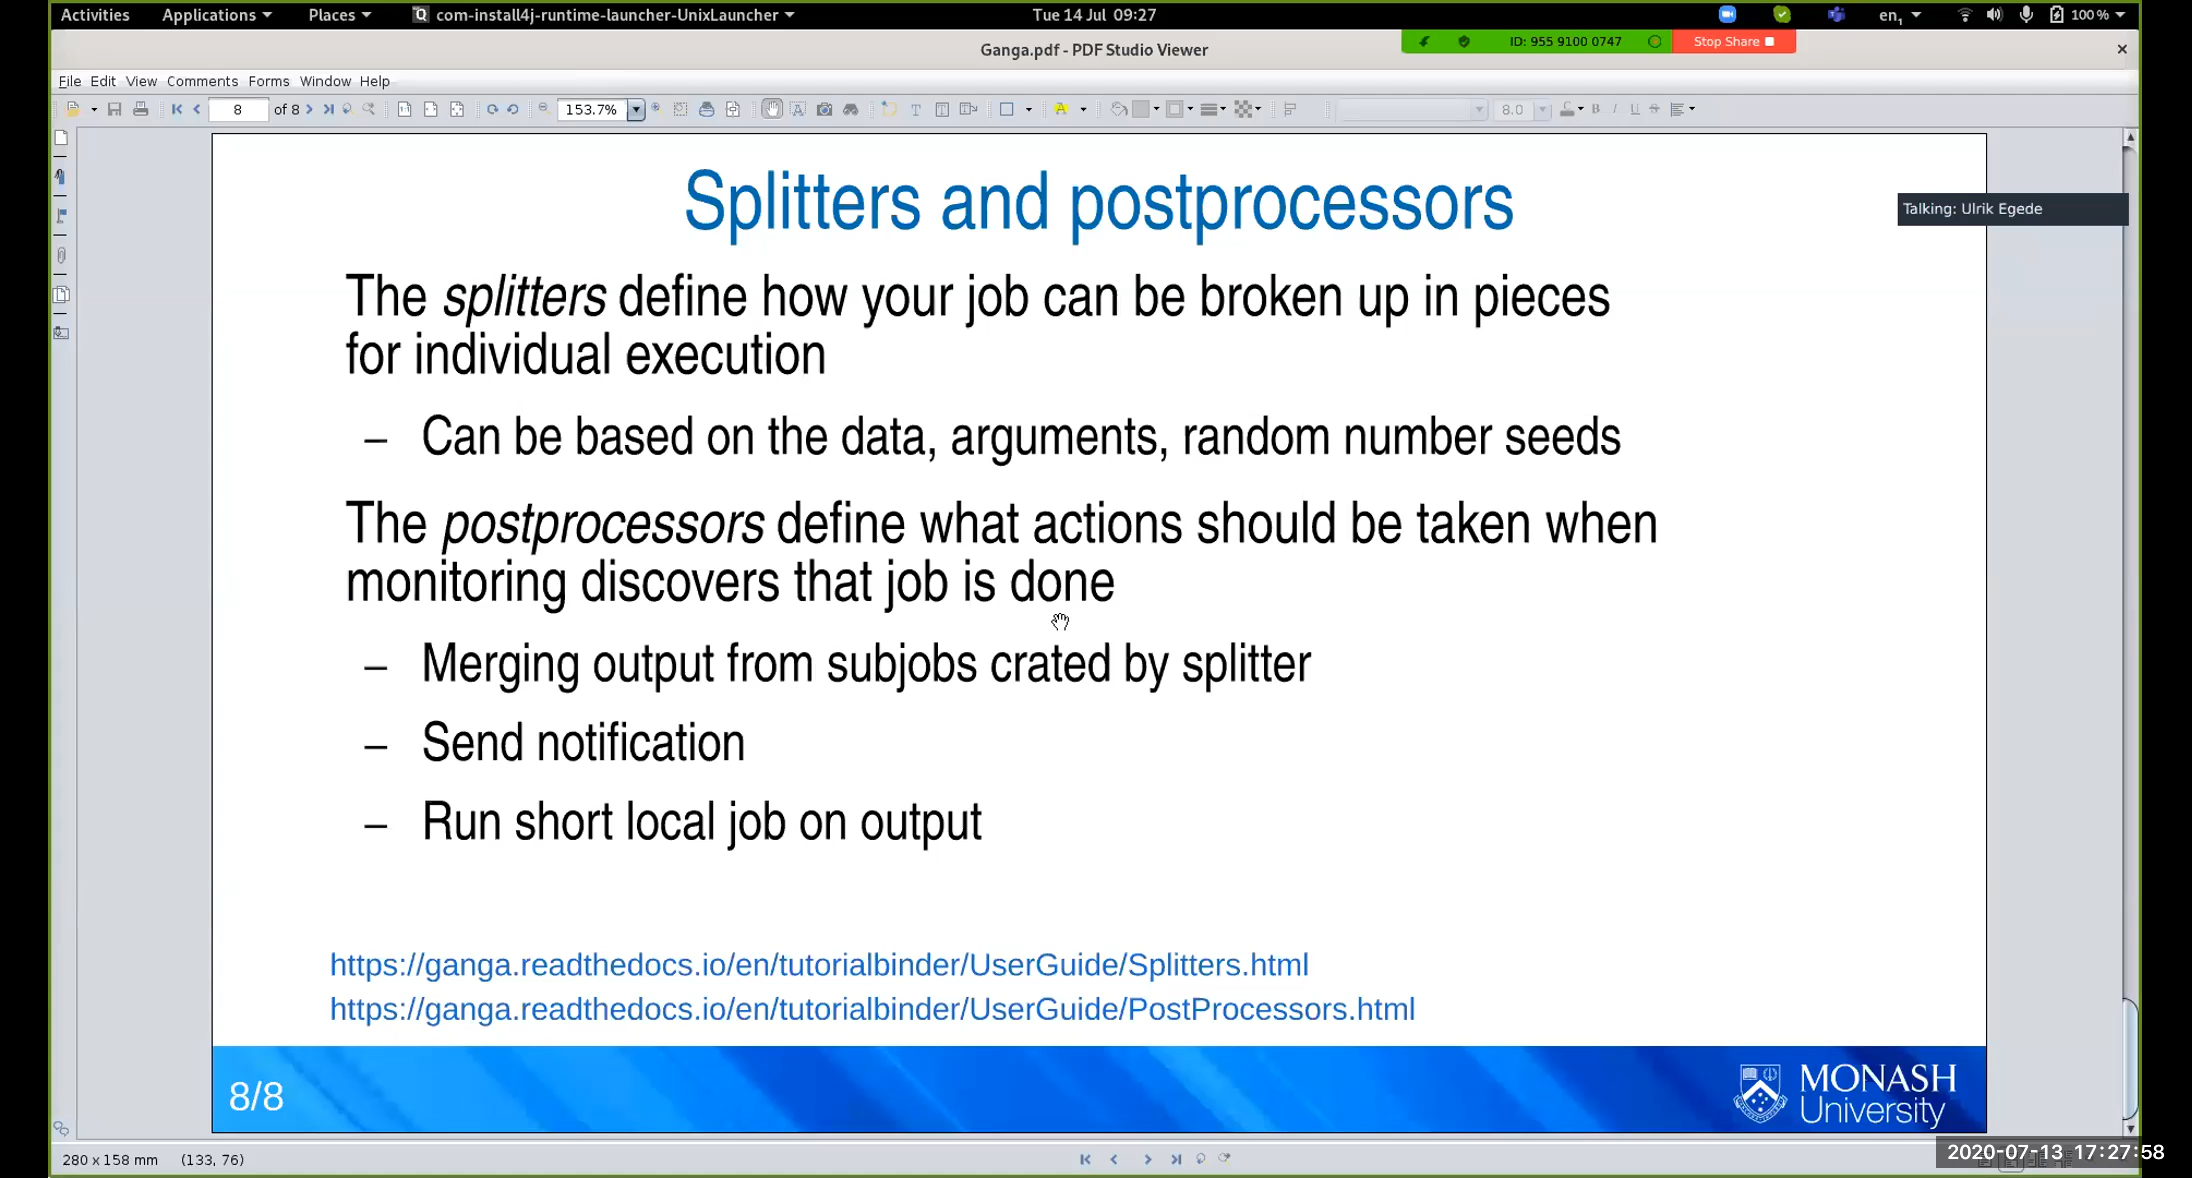 Activities Applications Places com-install4j-runtime-launcher-UnixLauncher Tue 14 Jul 09:27 en1 100 %
Ganga.pdf - PDF Studio Viewer ID: 955 9100 0747 Stop Share
File Edit View Comments Forms Window Help
8 of 8 153.7% 8.0
Splitters and postprocessors
Talking: Ulrik Egede
The splitters define how your job can be broken up in pieces
for individual execution
– Can be based on the data, arguments, random number seeds
The postprocessors define what actions should be taken when
monitoring discovers that job is done
– Merging output from subjobs crated by splitter
– Send notification
– Run short local job on output
https://ganga.readthedocs.io/en/tutorialbinder/UserGuide/Splitters.html
https://ganga.readthedocs.io/en/tutorialbinder/UserGuide/PostProcessors.html
8/8
MONASH
University
280 x 158 mm (133, 76)
2020-07-13 17:27:58